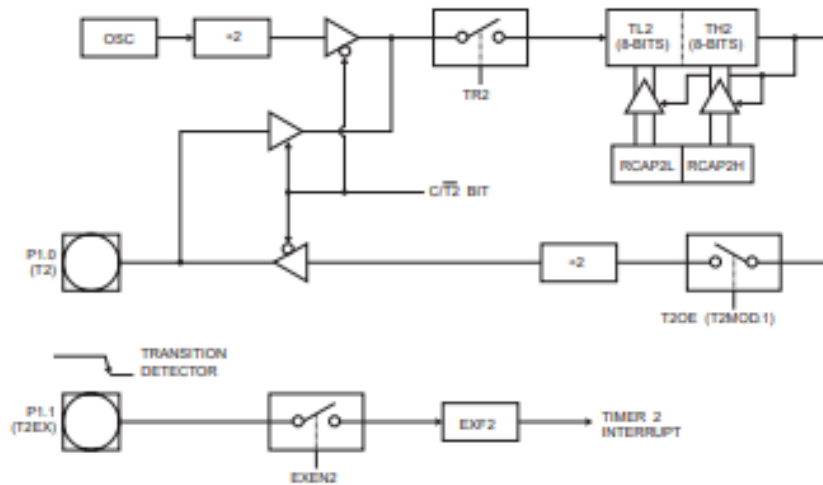 OSC
÷2
TR2
TL2
(8-BITS)
TH2
(8-BITS)
RCAP2L
RCAP2H
C/T2 BIT
P1.0
(T2)
÷2
T2OE (T2MOD.1)
TRANSITION
DETECTOR
P1.1
(T2EX)
EXEN2
EXF2
TIMER 2
INTERRUPT